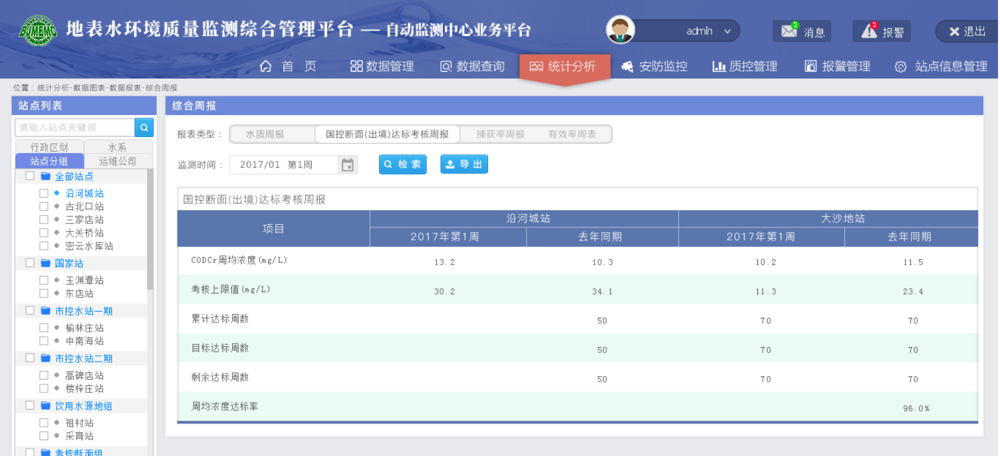 BJMEMC 地表水环境质量监测综合管理平台 — 自动监测中心业务平台
admin 3 消息 3 报警 退出
首 页 数据管理 数据查询 统计分析 安防监控 质控管理 报警管理 站点信息管理
位置：统计分析-数据图表-数据报表-综合周报
站点列表
请输入站点关键词
行政区划 水系
站点分组 运维公司
全部站点
沿河城站
古北口站
三家店站
大关桥站
密云水库站
国家站
玉渊潭站
东店站
市控水站一期
榆林庄站
中南海站
市控水站二期
高碑店站
楼梓庄站
饮用水源地组
祖村站
采育站
考核断面组
综合周报
报表类型： 水质周报 国控断面(出境)达标考核周报 捕获率周报 有效率周表
监测时间： 2017/01 第1周 检 索 导 出
国控断面(出境)达标考核周报
项目 沿河城站 大沙地站
2017年第1周 去年同期 2017年第1周 去年同期
CODCr周均浓度(mg/L) 13.2 10.3 10.2 11.5
考核上限值(mg/L) 30.2 34.1 11.3 23.4
累计达标周数 50 70 70
目标达标周数 50 70 70
剩余达标周数 50 70 70
周均浓度达标率 96.0%